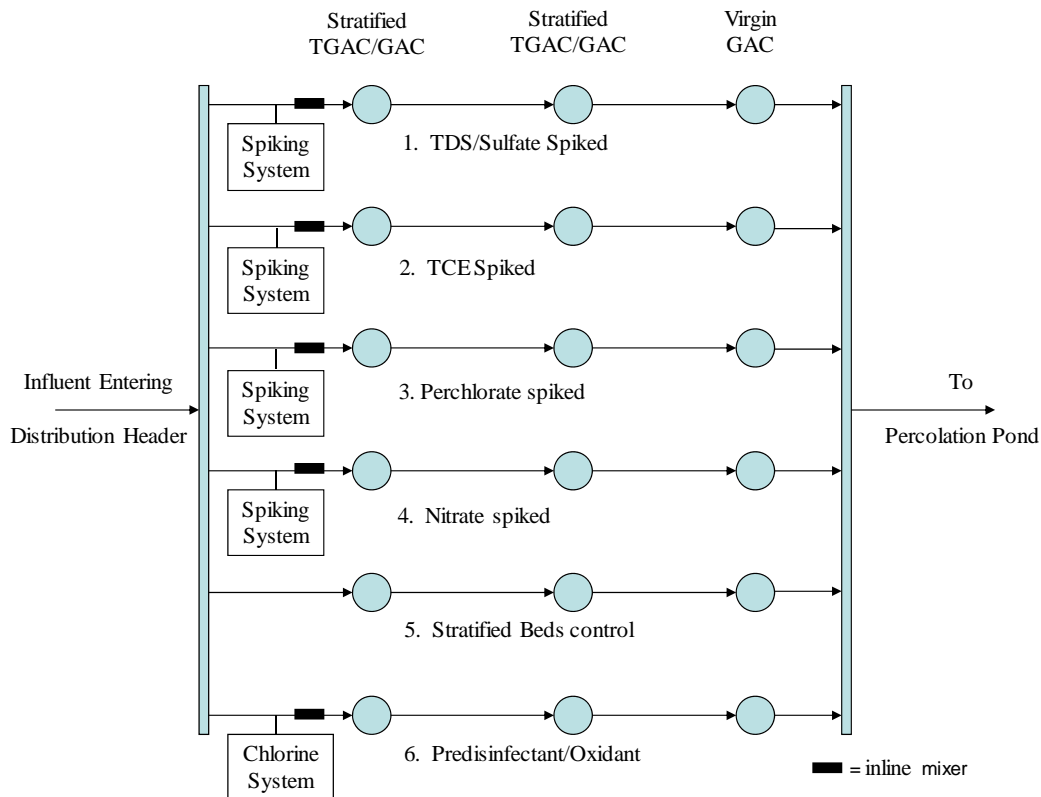 Stratified
TGAC/GAC
Stratified
TGAC/GAC
Virgin
GAC
Spiking
System
1. TDS/Sulfate Spiked
Spiking
System
2. TCE Spiked
Spiking
System
3. Perchlorate spiked
Influent Entering
Distribution Header
To
Percolation Pond
Spiking
System
4. Nitrate spiked
5. Stratified Beds control
Chlorine
System
6. Predisinfectant/Oxidant
= inline mixer